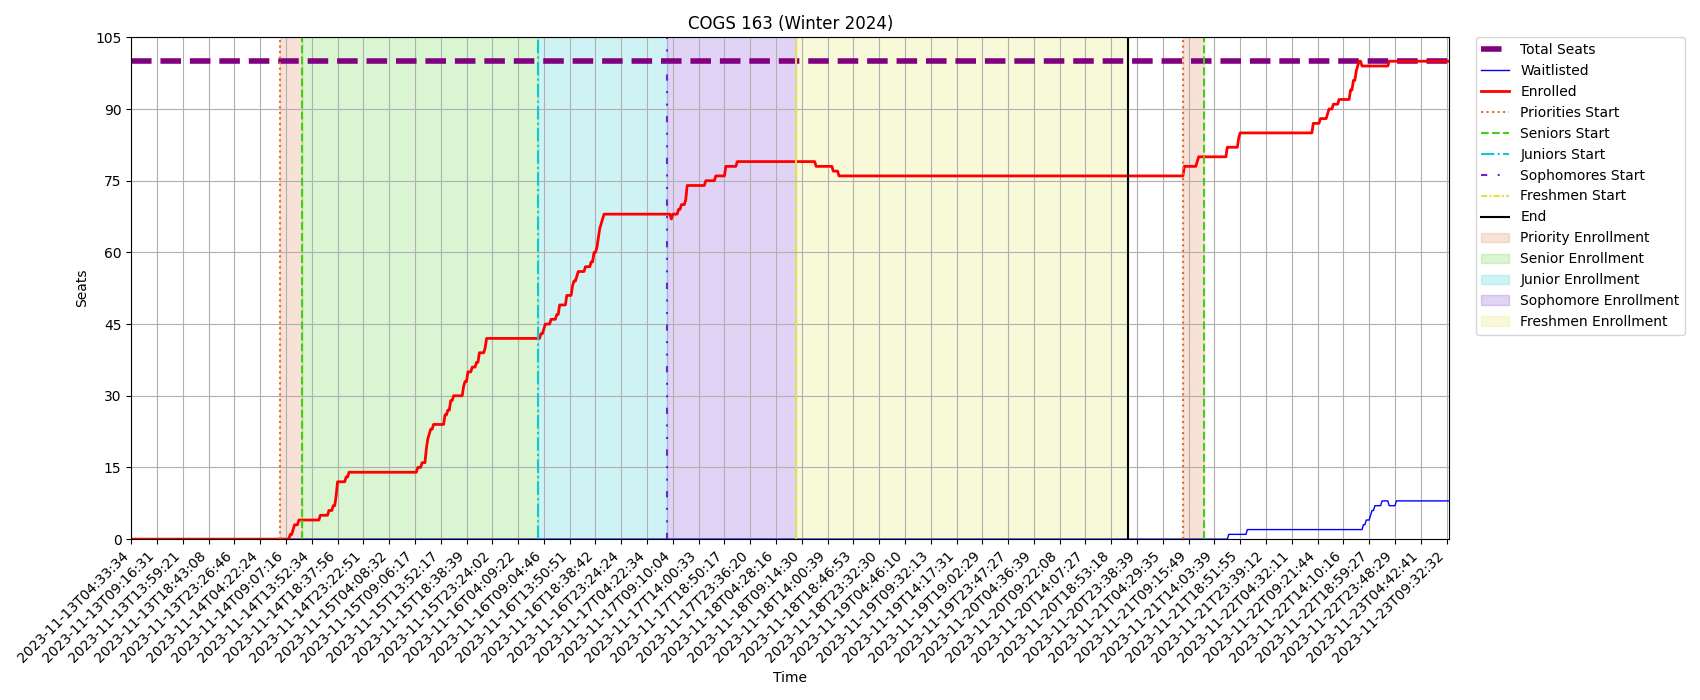 COGS 163 (Winter 2024)
105
90
75
60
45
30
15
0
Seats
2023-11-13T04:33:34
2023-11-13T09:16:31
2023-11-13T13:59:21
2023-11-13T18:43:08
2023-11-13T23:26:46
2023-11-14T04:22:24
2023-11-14T09:07:16
2023-11-14T13:52:34
2023-11-14T18:37:56
2023-11-14T23:22:51
2023-11-15T04:08:32
2023-11-15T09:06:17
2023-11-15T13:52:17
2023-11-15T18:38:39
2023-11-15T23:24:02
2023-11-16T04:09:22
2023-11-16T09:04:46
2023-11-16T13:50:51
2023-11-16T18:38:42
2023-11-16T23:24:24
2023-11-17T04:22:34
2023-11-17T09:10:04
2023-11-17T14:00:33
2023-11-17T18:50:17
2023-11-17T23:36:20
2023-11-18T04:28:16
2023-11-18T09:14:30
2023-11-18T14:00:39
2023-11-18T18:46:53
2023-11-18T23:32:30
2023-11-19T04:46:10
2023-11-19T09:32:13
2023-11-19T14:17:31
2023-11-19T19:02:29
2023-11-19T23:47:27
2023-11-20T04:36:39
2023-11-20T09:22:08
2023-11-20T14:07:27
2023-11-20T18:53:18
2023-11-20T23:38:39
2023-11-21T04:29:35
2023-11-21T09:15:49
2023-11-21T14:03:39
2023-11-21T18:51:55
2023-11-21T23:39:12
2023-11-22T04:32:11
2023-11-22T09:21:44
2023-11-22T14:10:16
2023-11-22T18:59:27
2023-11-22T23:48:29
2023-11-23T04:42:41
2023-11-23T09:32:32
Time
Total Seats
Waitlisted
Enrolled
Priorities Start
Seniors Start
Juniors Start
Sophomores Start
Freshmen Start
End
Priority Enrollment
Senior Enrollment
Junior Enrollment
Sophomore Enrollment
Freshmen Enrollment